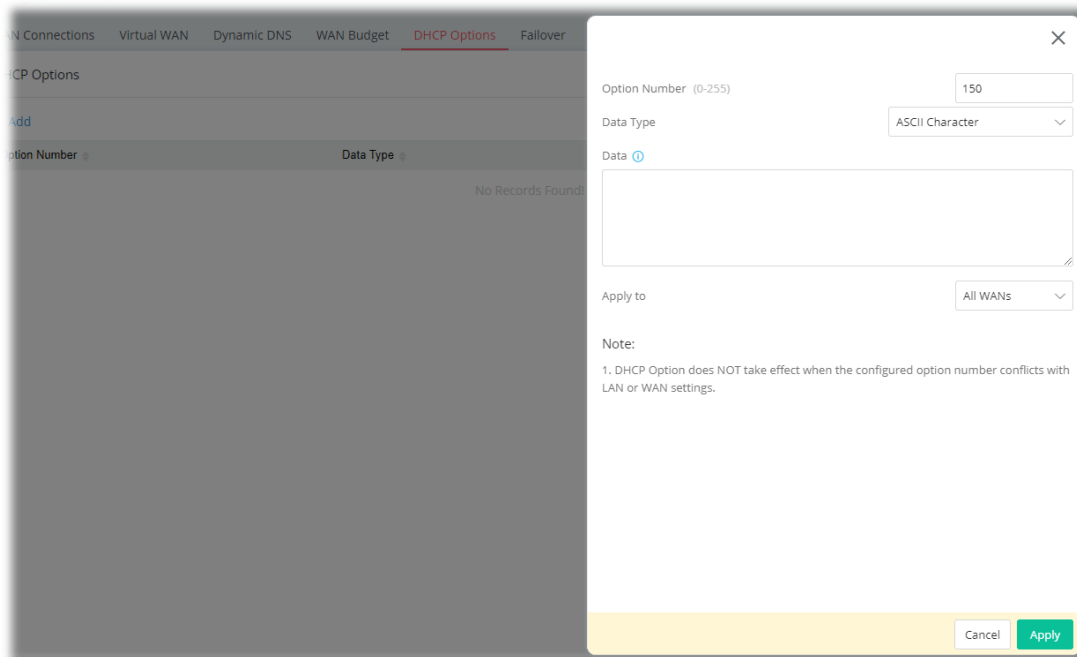 N Connections Virtual WAN Dynamic DNS WAN Budget DHCP Options Failover
HCP Options
Add
ption Number Data Type
No Records Found!
Option Number (0-255) 150
Data Type ASCII Character
Data
Apply to All WANs
Note:
1. DHCP Option does NOT take effect when the configured option number conflicts with
LAN or WAN settings.
Cancel Apply